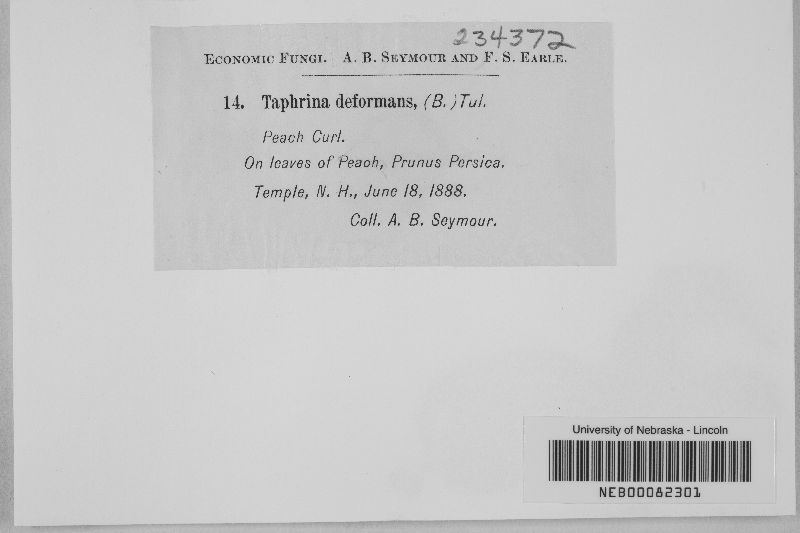 234372
Economic Fungi. A. B. Seymour and F. S. Earle.
14. Taphrina deformans, (B.) Tul.
Peach Curl.
On leaves of Peach, Prunus Persica.
Temple, N. H., June 18, 1888.
Coll. A. B. Seymour.
University of Nebraska - Lincoln
NEB00082301